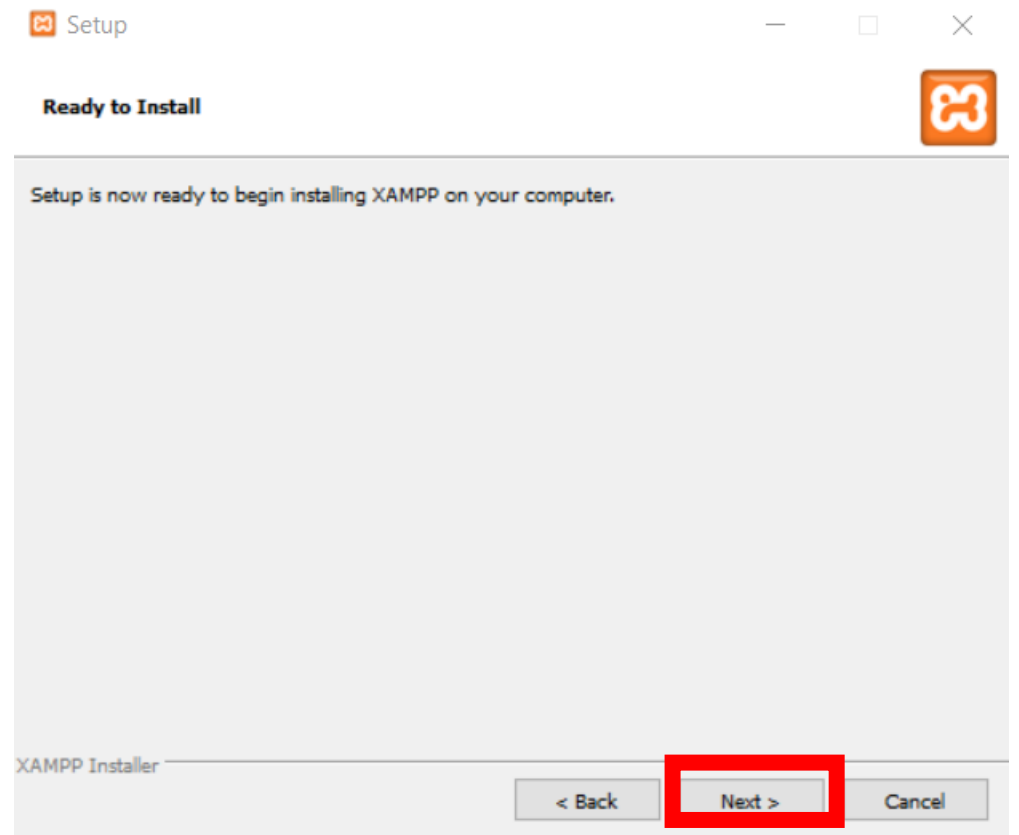 Setup
Ready to Install
Setup is now ready to begin installing XAMPP on your computer.
XAMPP Installer
< Back Next > Cancel